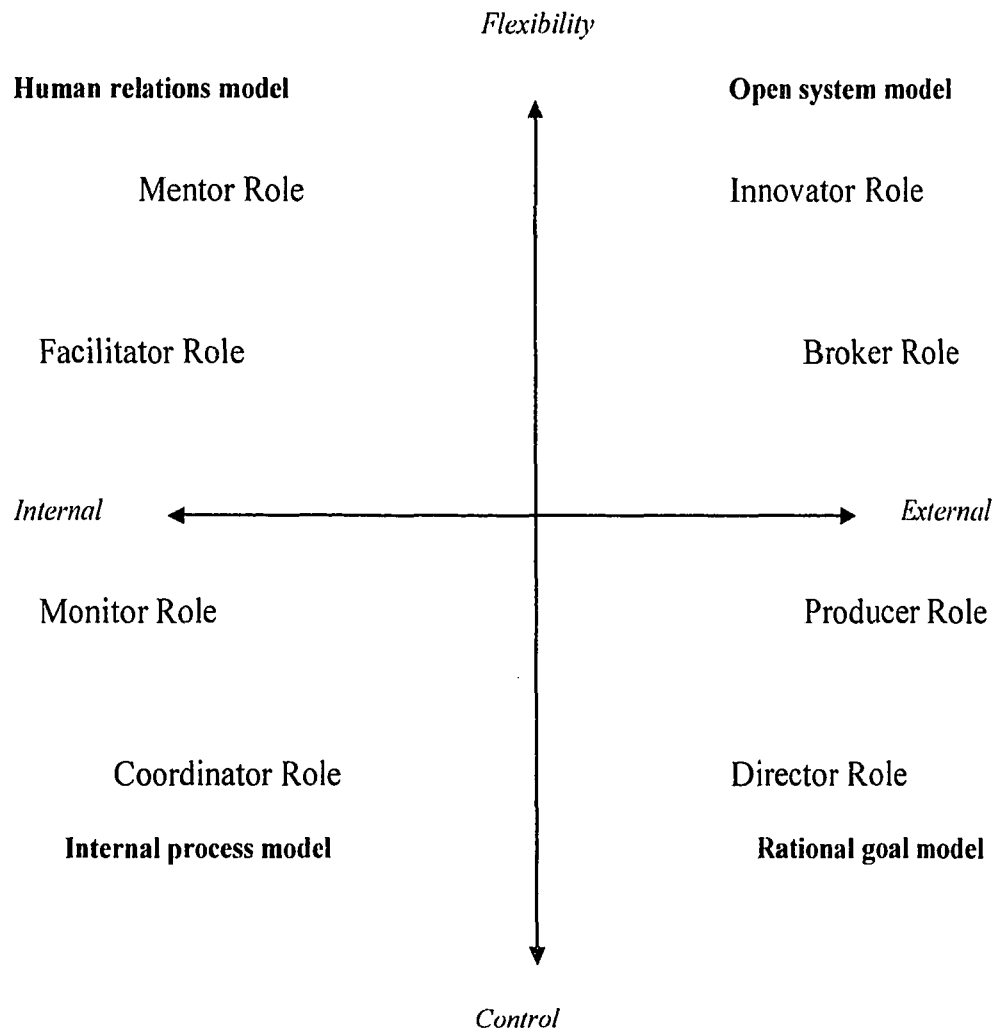 Flexibility
Human relations model
Open system model
Mentor Role
Innovator Role
Facilitator Role
Broker Role
Internal
External
Monitor Role
Producer Role
Coordinator Role
Director Role
Internal process model
Rational goal model
Control